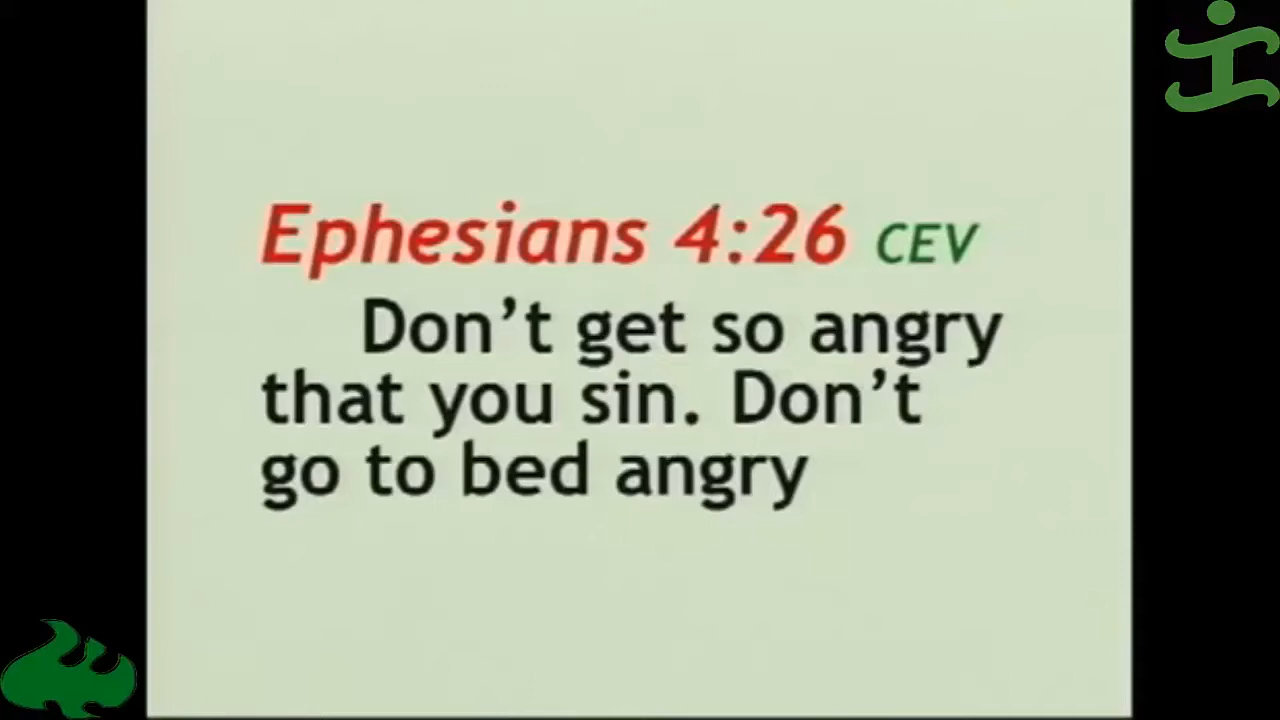 Ephesians 4:26 CEV
Don’t get so angry
that you sin. Don’t
go to bed angry